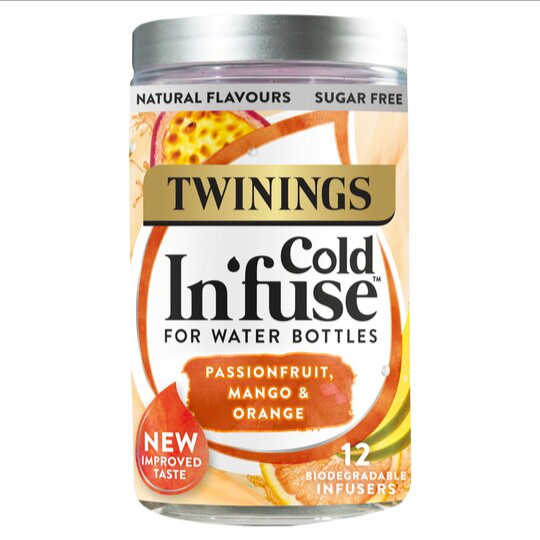 NATURAL FLAVOURS SUGAR FREE
TWININGS
Cold
In'fuse™
FOR WATER BOTTLES
PASSIONFRUIT,
MANGO &
ORANGE
NEW
IMPROVED
TASTE
12
BIODEGRADABLE
INFUSERS